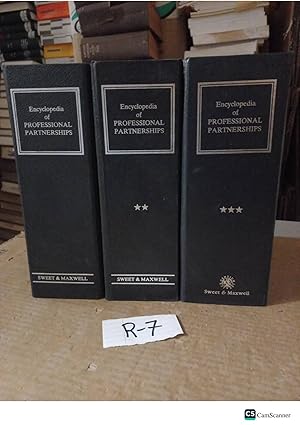 Encyclopedia
of
PROFESSIONAL
PARTNERSHIPS
SWEET & MAXWELL
Encyclopedia
of
PROFESSIONAL
PARTNERSHIPS
**
SWEET & MAXWELL
Encyclopedia
of
PROFESSIONAL
PARTNERSHIPS
***
Sweet & Maxwell
R-7
CS CamScanner